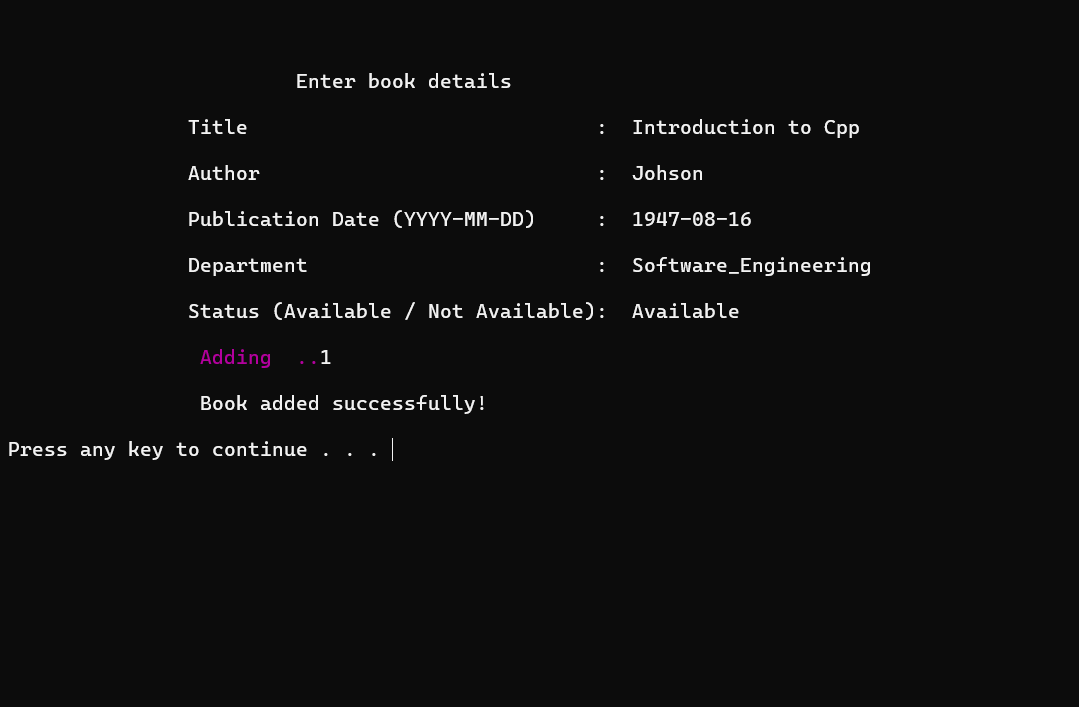 Enter book details
Title : Introduction to Cpp
Author : Johson
Publication Date (YYYY-MM-DD) : 1947-08-16
Department : Software_Engineering
Status (Available / Not Available): Available
Adding ..1
Book added successfully!
Press any key to continue . . .